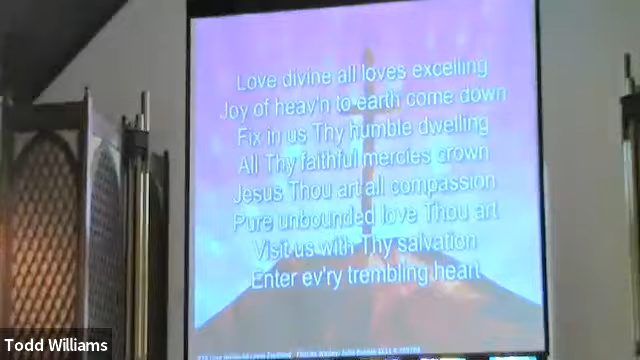 Love divine all loves excelling
Joy of heav'n to earth come down
Fix in us Thy humble dwelling
All Thy faithful mercies crown
Jesus Thou art all compassion
Pure unbounded love Thou art
Visit us with Thy salvation
Enter ev'ry trembling heart
Todd Williams